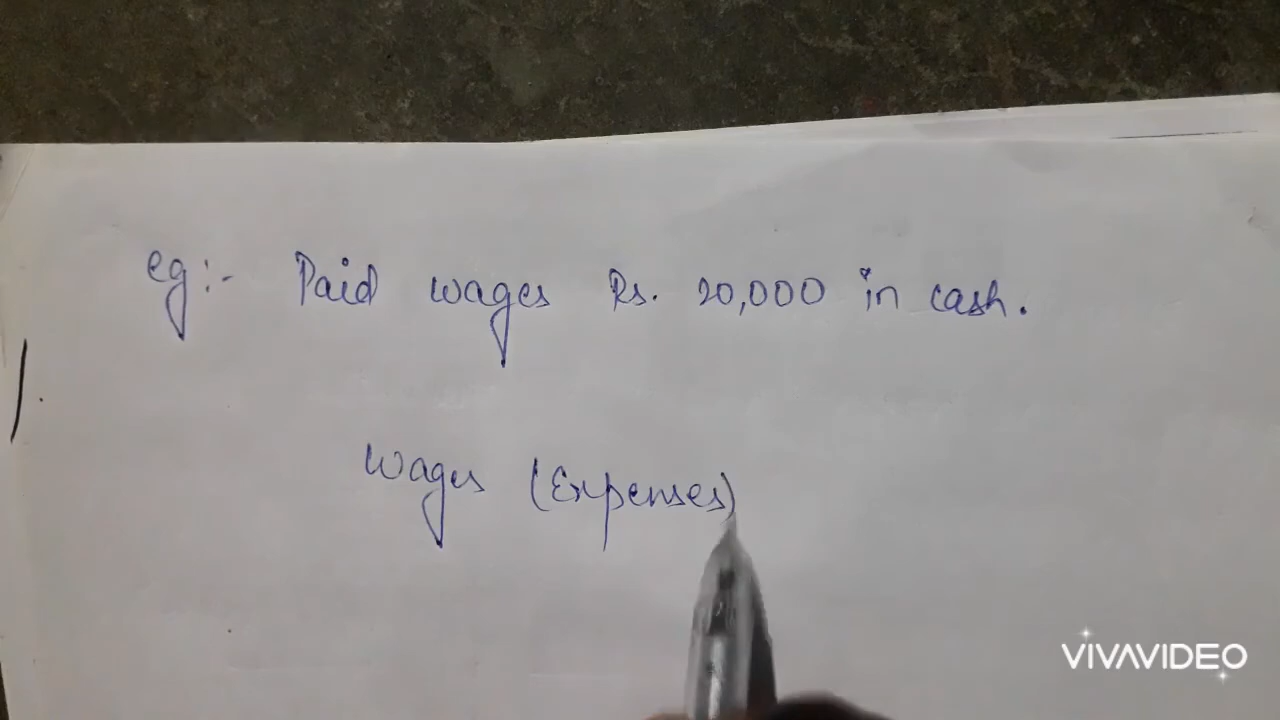 eg:- Paid wages Rs. 20,000 in cash.
Wages (Expenses)
VIVAVIDEO